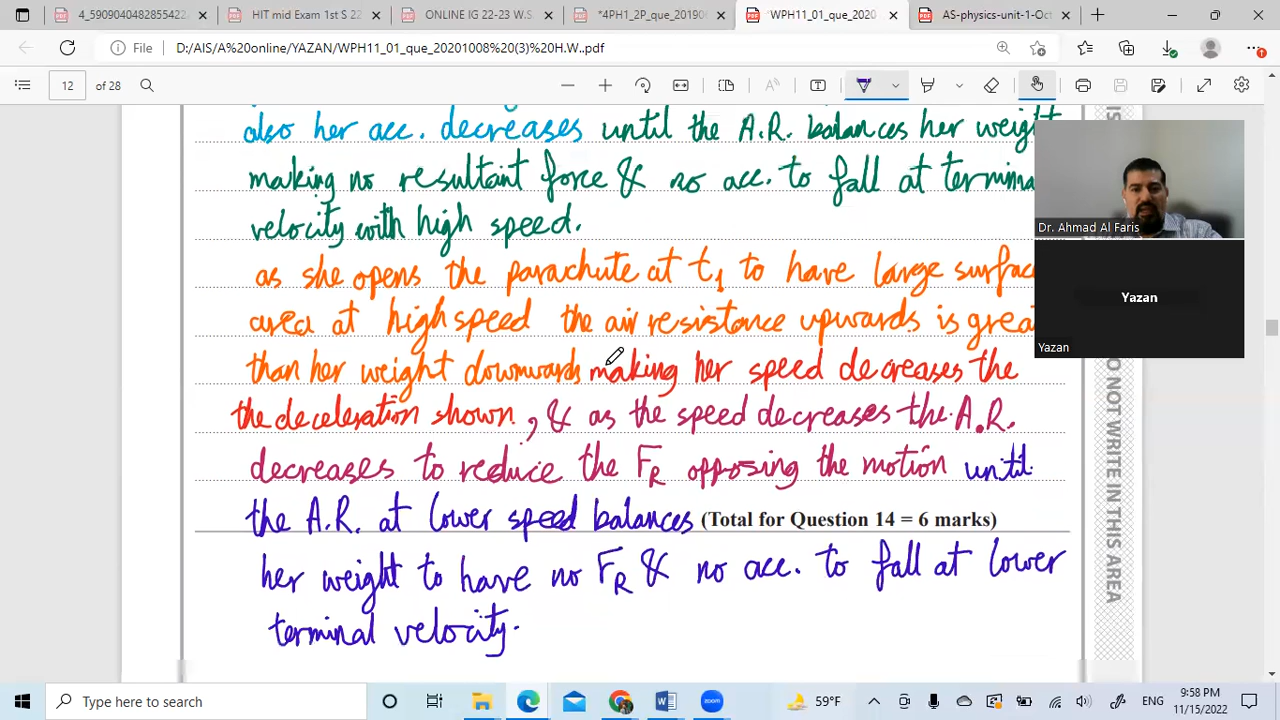 4_5909040408285542
HIT mid Exam 1st S 22
ONLINE IG 22-23 W.S.
*4PH1_2P_que_20190
WPH11_01_que_2020
AS-physics-unit-1-Oct
File
D:/AIS/A%20online/YAZAN/WPH11_01_que_20201008%20(3)%20H.W..pdf
12
of 28
also her acc. decreases until the A.R. balances her weight
making no resultant force & no acc. to fall at termina
velocity with high speed.
as she opens the parachute at t1 to have large surfac
area at high speed the air resistance upwards is grea
than her weight downwards making her speed decreases the
the deceleration shown, & as the speed decreases the A.R.
decreases to reduce the FR opposing the motion until
the A.R. at lower speed balances (Total for Question 14 = 6 marks)
her weight to have no FR & no acc. to fall at lower
terminal velocity.
O NOT WRITE IN THIS AREA
Dr. Ahmad Al Faris
Yazan
Yazan
Type here to search
59°F
ENG
9:58 PM
11/15/2022